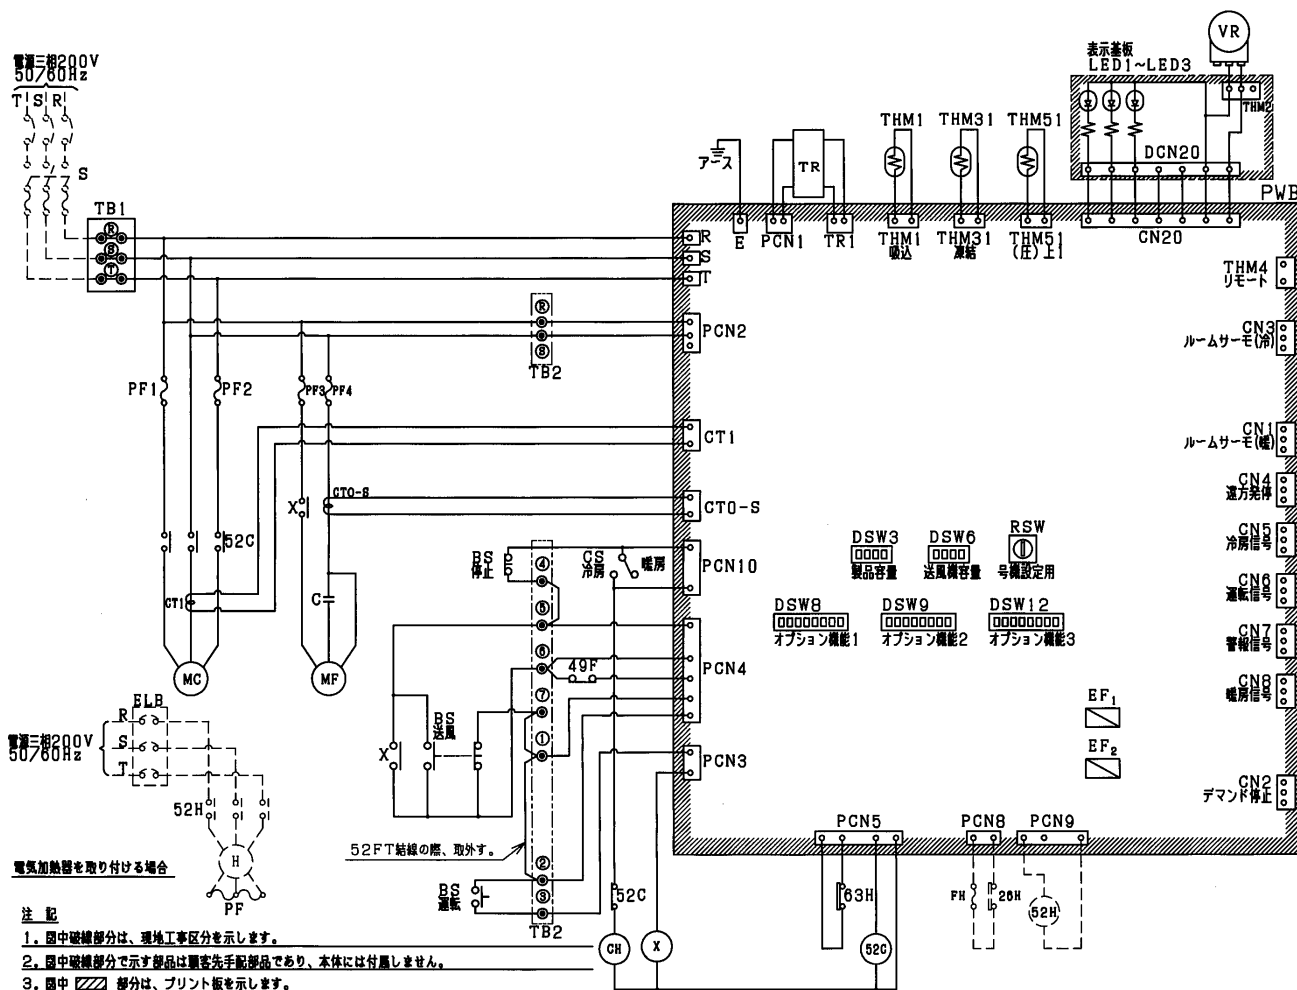 電源三相200V
50/60Hz
T S R
S
TB1
R
S
T
VR
表示基板
LED1~LED3
THM2
DCN20
PWB
アース
TR
THM1
THM31
THM51
E
PCN1
TR1
THM1
吸込
THM31
凍結
THM51
(圧)上1
CN20
R
S
T
THM4
リモート
PCN2
CN3
ルームサーモ(冷)
R
S
TB2
PF1
PF2
PF3
PF4
CT1
CN1
ルームサーモ(暖)
CN4
遠方発停
CN5
冷房信号
CN6
運転信号
CN7
警報信号
CN8
暖房信号
CN2
デマンド停止
X
CT0-S
CT0-S
52C
CT1
C
MC
MF
BS
停止
CS
冷房
暖房
PCN10
④
⑤
⑥
⑦
①
②
③
49F
PCN4
PCN3
DSW3
製品容量
DSW6
送風機容量
RSW
号機設定用
DSW8
オプション機能1
DSW9
オプション機能2
DSW12
オプション機能3
EF1
EF2
X
BS
送風
52FT結線の際、取外す。
BS
運転
TB2
ELB
電源三相200V
50/60Hz
R
S
T
52H
H
PF
電気加熱器を取り付ける場合
52C
CH
X
PCN5
63H
52C
PCN8
FH
26H
PCN9
52H
注 記
1. 図中破線部分は、現地工事区分を示します。
2. 図中破線部分で示す部品は顧客先手配部品であり、本体には付属しません。
3. 図中 部分は、プリント板を示します。